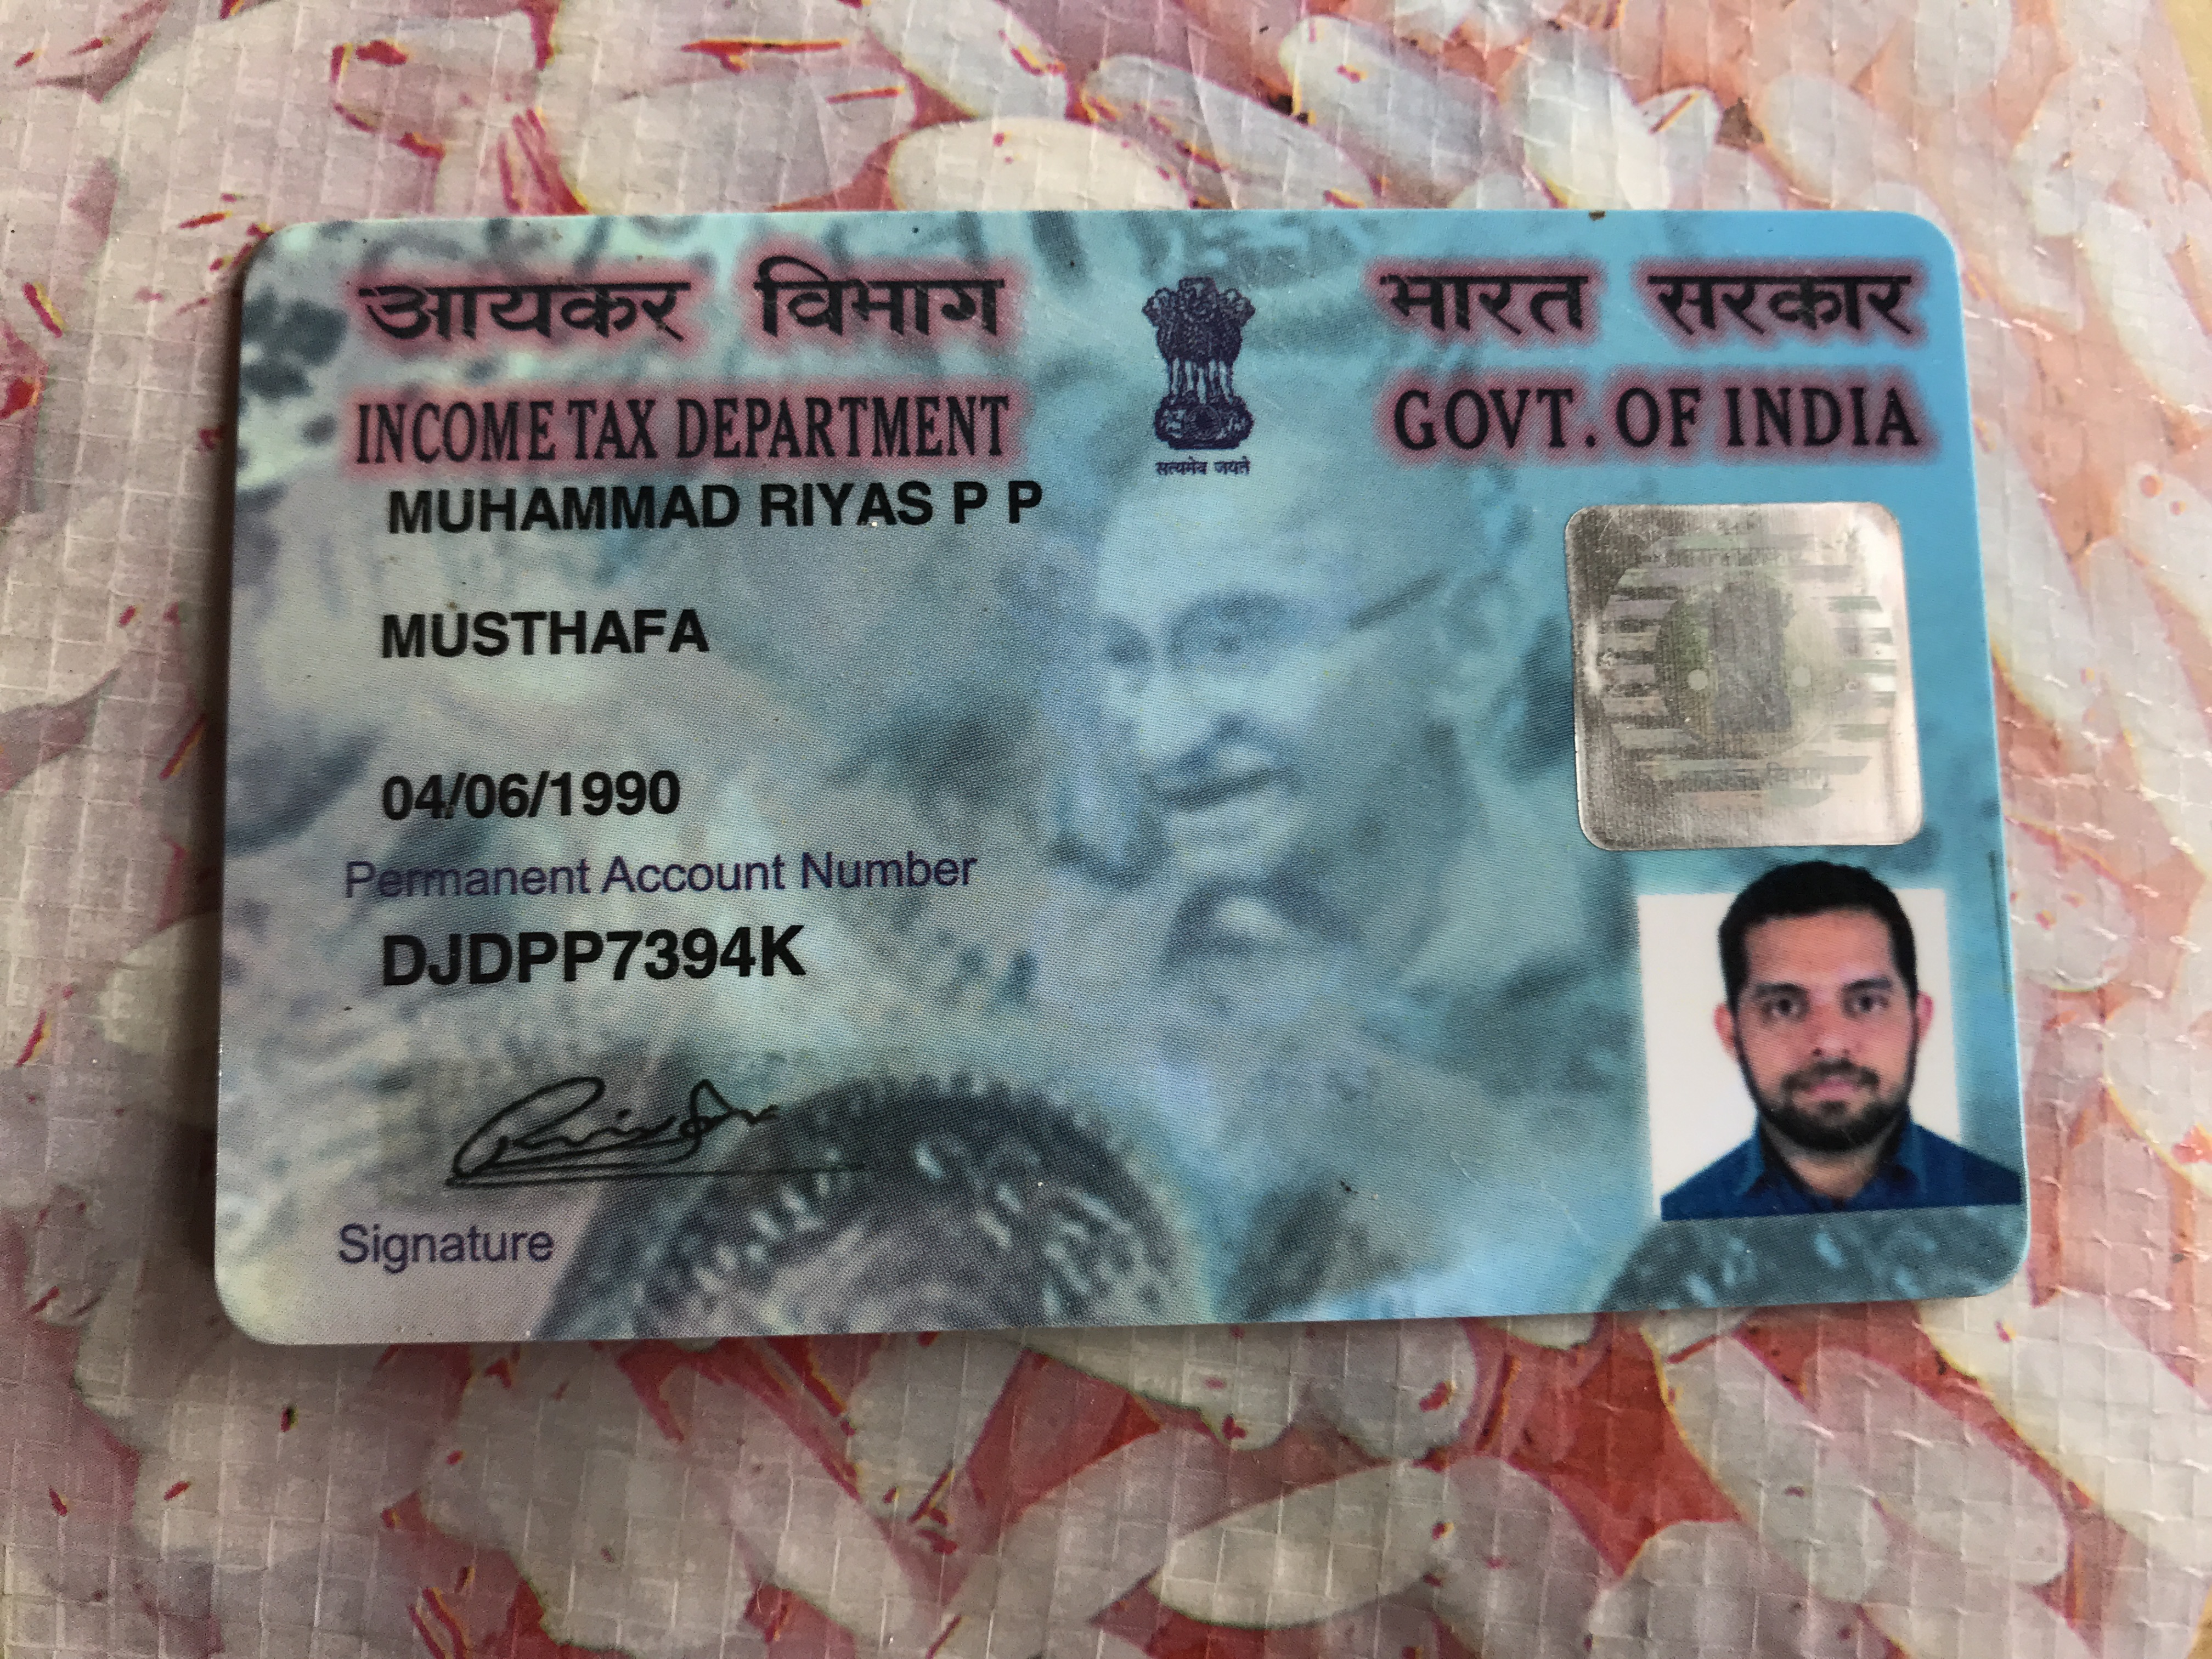 आयकर विभाग
INCOME TAX DEPARTMENT
सत्यमेव जयते
भारत सरकार
GOVT. OF INDIA
MUHAMMAD RIYAS P P
MUSTHAFA
04/06/1990
Permanent Account Number
DJDPP7394K
Signature